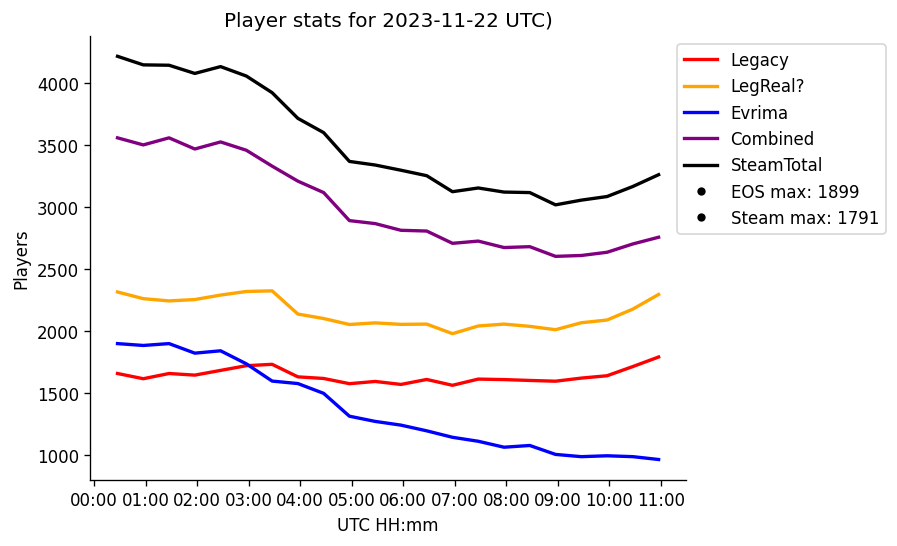 Player stats for 2023-11-22 UTC)
Legacy
LegReal?
Evrima
Combined
SteamTotal
EOS max: 1899
Steam max: 1791
Players
4000
3500
3000
2500
2000
1500
1000
00:00 01:00 02:00 03:00 04:00 05:00 06:00 07:00 08:00 09:00 10:00 11:00
UTC HH:mm